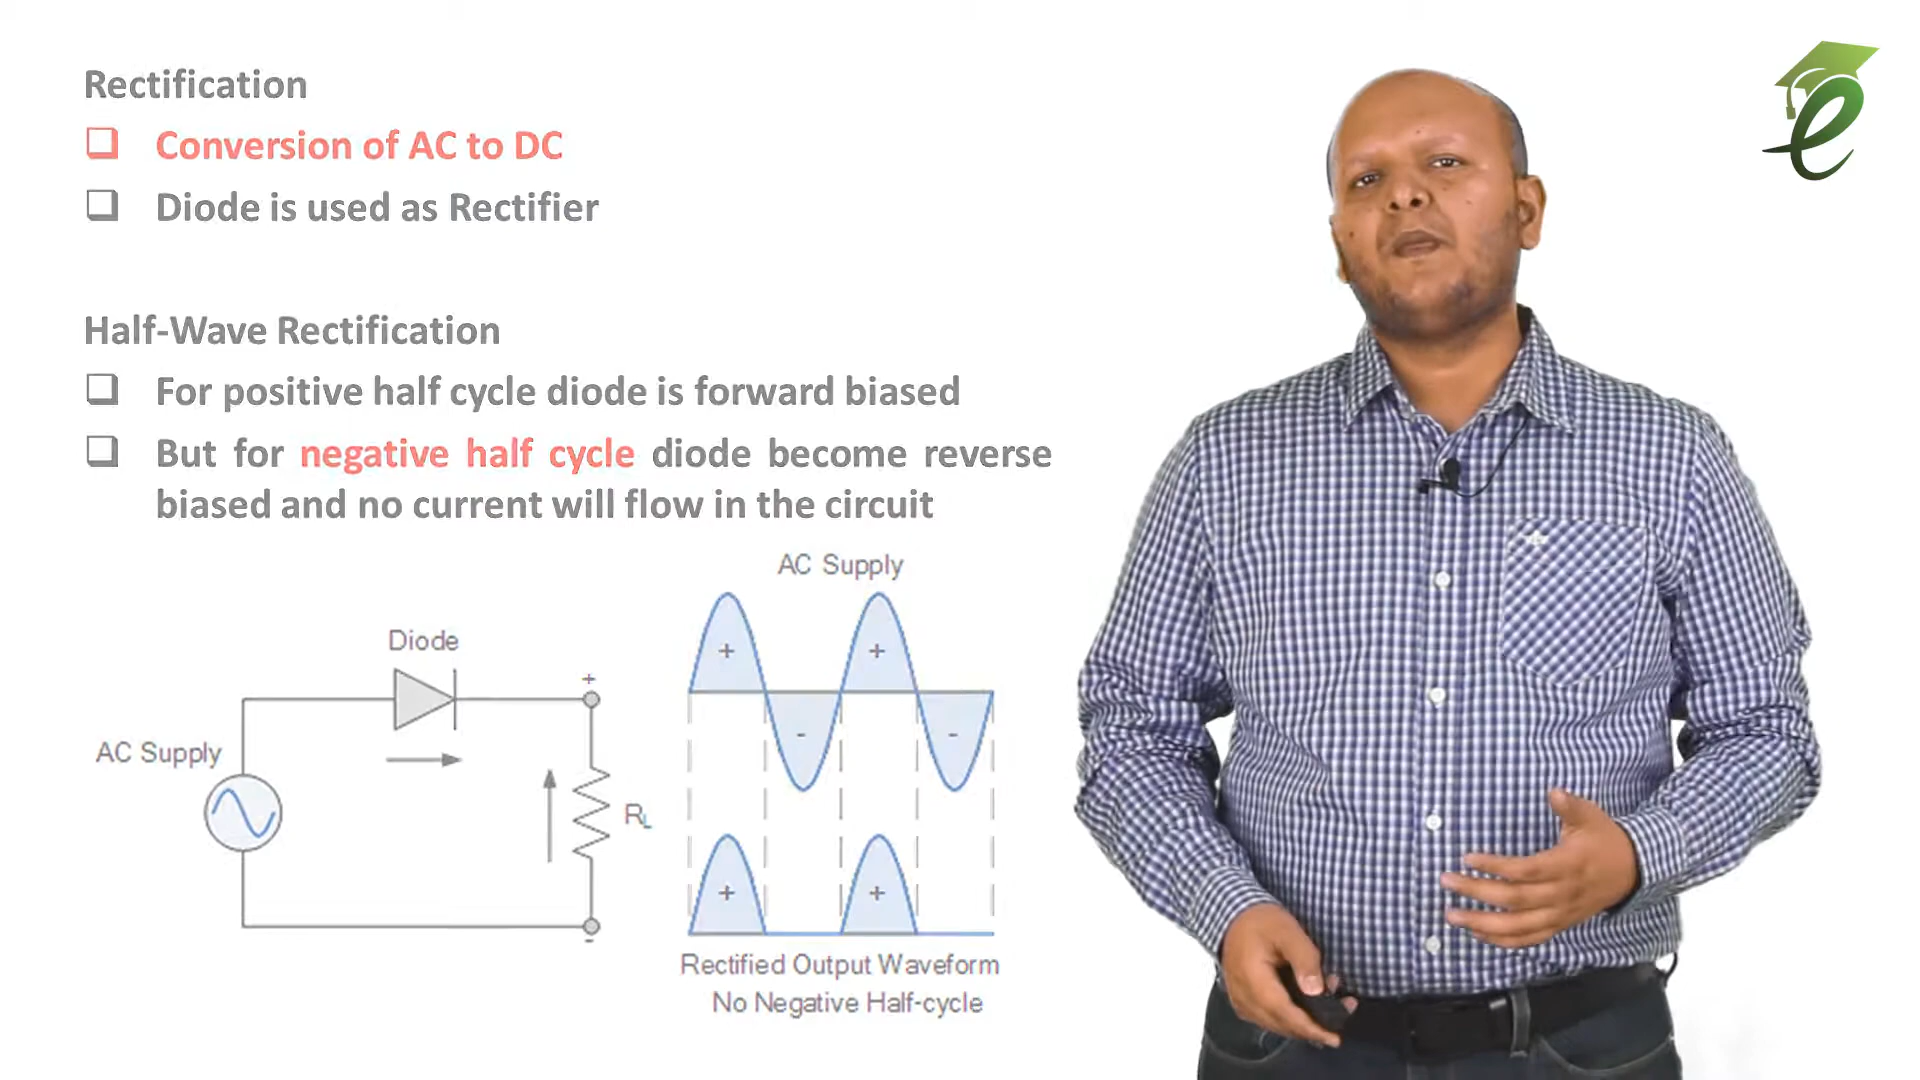 Rectification
Conversion of AC to DC
Diode is used as Rectifier
Half-Wave Rectification
For positive half cycle diode is forward biased
But for negative half cycle diode become reverse
biased and no current will flow in the circuit
AC Supply
Diode
+
AC Supply
RL
-
+
+
-
-
+
+
Rectified Output Waveform
No Negative Half-cycle
e